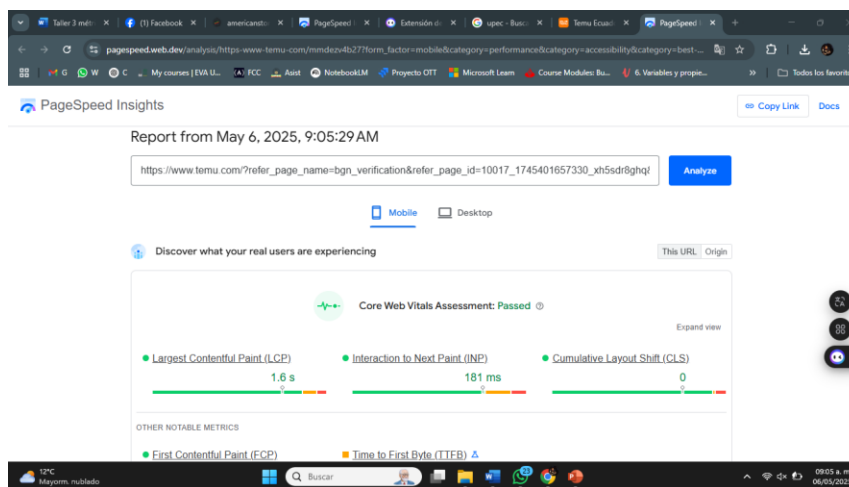 Taller 3 métr
(1) Facebook
americansto
PageSpeed I
Extensión de
upec - Busc
Temu Ecuad
PageSpeed I
pagespeed.web.dev/analysis/https-www-temu-com/mmdezv4b27?form_factor=mobile&category=performance&category=accessibility&category=best-...
G
W
C
My courses | EVA U...
FCC
Asist
NotebookLM
Proyecto OTT
Microsoft Learn
Course Modules: Bu...
6. Variables y propie...
»
Todos los favorit
PageSpeed Insights
Copy Link
Docs
Report from May 6, 2025, 9:05:29 AM
https://www.temu.com/?refer_page_name=bgn_verification&refer_page_id=10017_1745401657330_xh5sdr8ghq&
Analyze
Mobile
Desktop
Discover what your real users are experiencing
This URL
Origin
Core Web Vitals Assessment: Passed
Expand view
Largest Contentful Paint (LCP)
1.6 s
Interaction to Next Paint (INP)
181 ms
Cumulative Layout Shift (CLS)
0
OTHER NOTABLE METRICS
First Contentful Paint (FCP)
Time to First Byte (TTFB)
12°C
Mayorm. nublado
Buscar
23
09:05 a. m
06/05/202